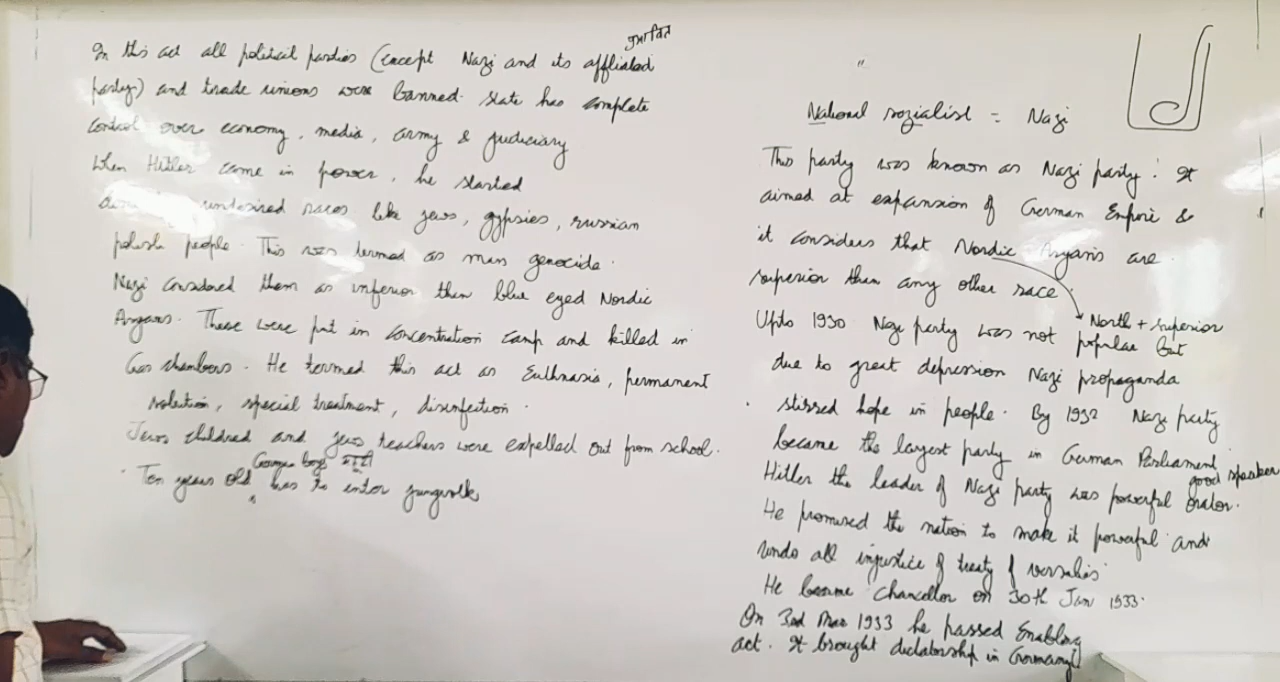 National sozialist = Nazi
This party was known as Nazi party. It
aimed at expansion of German Empire &
it considers that Nordic Aryans are
superior than any other race.
North + superior
Upto 1930 Nazi party was not popular but
due to great depression Nazi propaganda
stirred hope in people. By 1932 Nazi party
became the largest party in German Parliament
good speaker
Hitler the leader of Nazi party was powerful orator.
He promised the nation to make it powerful and
undo all injustice of treaty of versalies
He became chancellor on 30th Jan 1933.
On 3rd Mar 1933 he passed Enabling
act. It brought dictatorship in Germany
In this act all political parties (except Nazi and its affliated
party) and trade unions were banned. State has complete
control over economy, media, army & judiciary
When Hitler came in power, he started
undesired races like jews, gypsies, russian
polish people. This was termed as mass genocide.
Nazi considered them as inferior then blue eyed Nordic
Aryans. These were put in concentration camp and killed in
Gas chambers. He termed this act as Euthnasia, permanent
solution, special treatment, disinfection.
Jews childred and jews teachers were expelled out from school.
German boys
Ten years old has to enter jungvolk